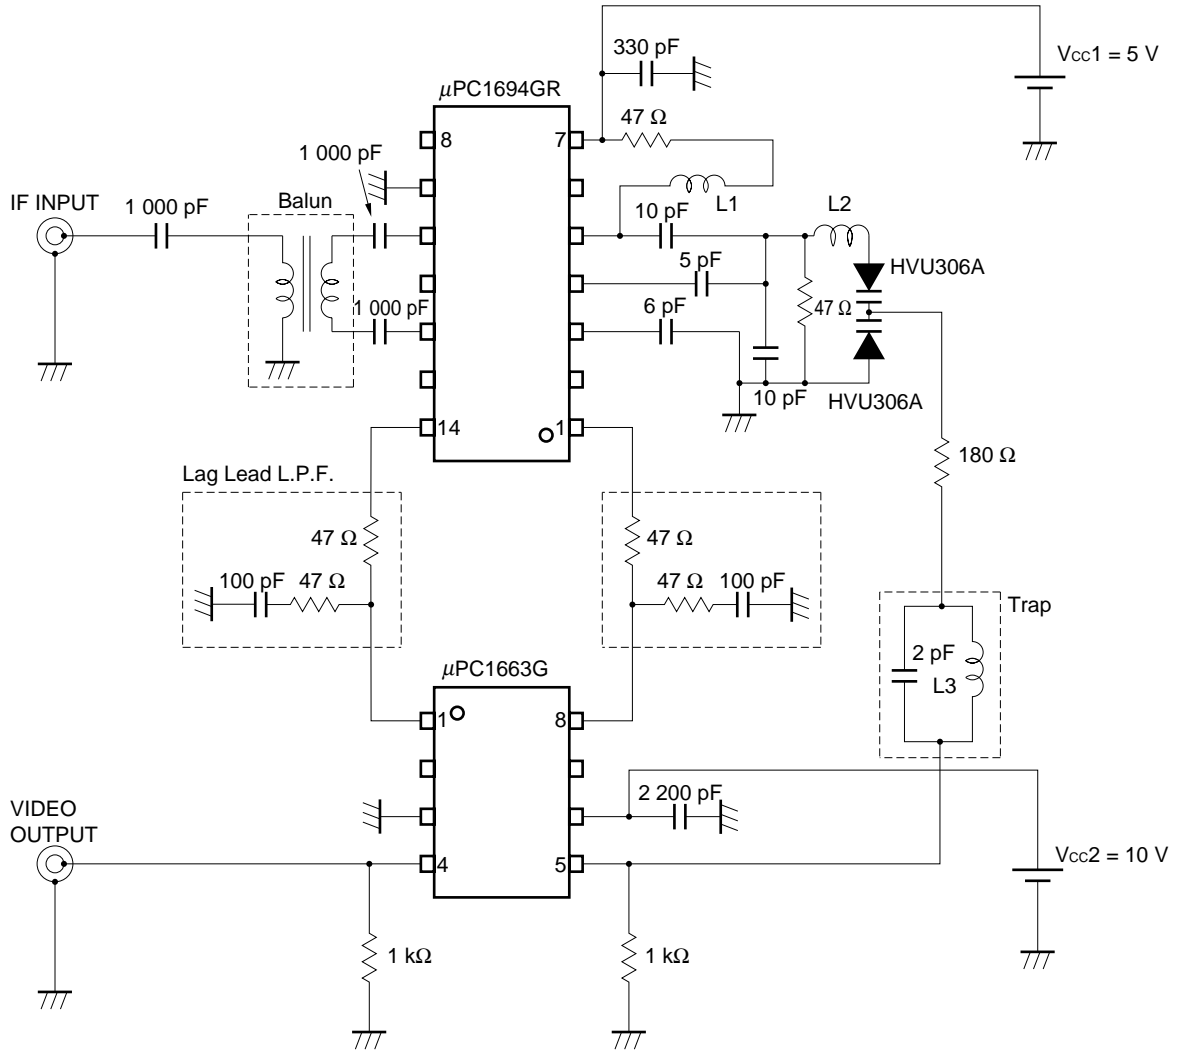 330 pF
VCC1 = 5 V
μPC1694GR
47 Ω
8
7
1 000 pF
IF INPUT
1 000 pF
Balun
L1
10 pF
L2
HVU306A
5 pF
1 000 pF
6 pF
47 Ω
10 pF
HVU306A
14
1
180 Ω
Lag Lead L.P.F.
47 Ω
47 Ω
100 pF
47 Ω
47 Ω
100 pF
Trap
2 pF
L3
μPC1663G
1
8
2 200 pF
VIDEO
OUTPUT
4
5
VCC2 = 10 V
1 kΩ
1 kΩ